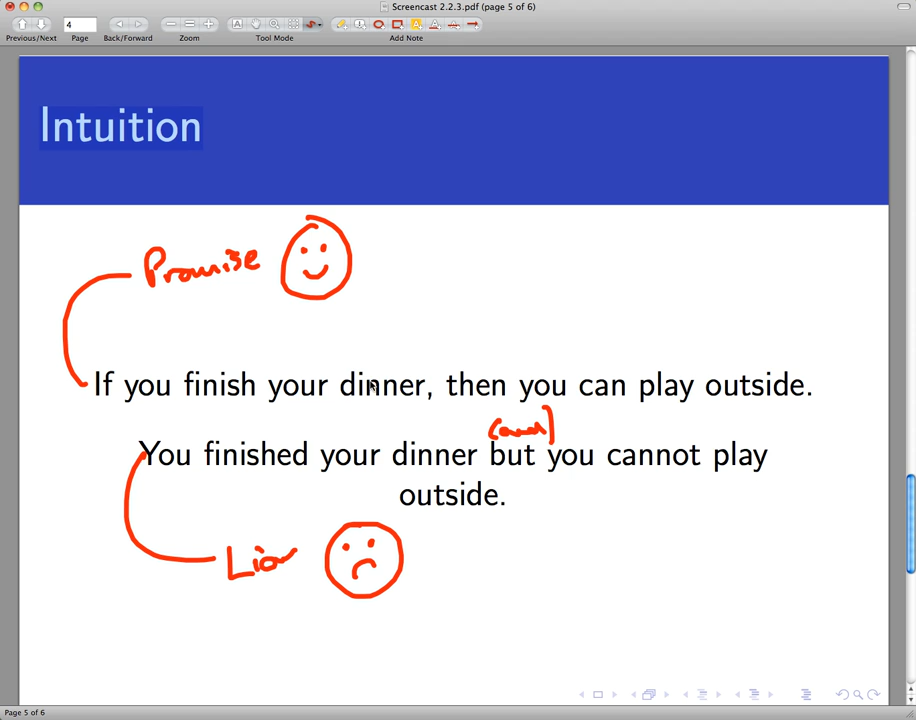 Screencast 2.2.3.pdf (page 5 of 6)
4
Previous/Next Page Back/Forward Zoom Tool Mode Add Note
Intuition
Promise
If you finish your dinner, then you can play outside.
(and)
You finished your dinner but you cannot play
outside.
Liar
Page 5 of 6